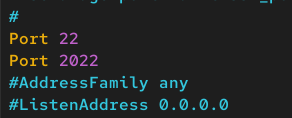 #
Port 22
Port 2022
#AddressFamily any
#ListenAddress 0.0.0.0